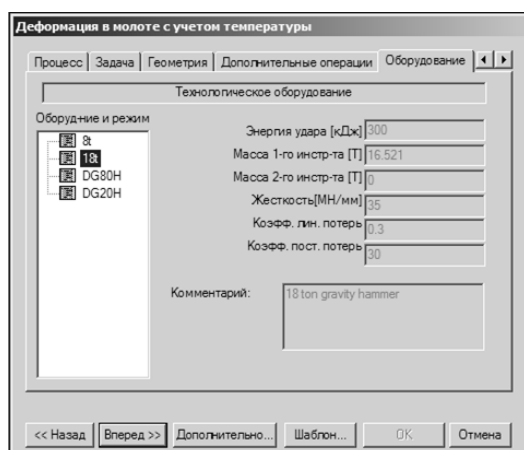 Деформация в молоте с учетом температуры
Процесс Задача Геометрия Дополнительные операции Оборудование
Технологическое оборудование
Оборуд-ние и режим
8t
18t
DG80H
DG20H
Энергия удара [кДж] 300
Масса 1-го инстр-та [Т] 16.521
Масса 2-го инстр-та [Т] 0
Жесткость[МН/мм] 35
Коэфф. лин. потерь 0.3
Коэфф. пост. потерь 30
Комментарий: 18 ton gravity hammer
<< Назад Вперед >> Дополнительно... Шаблон... OK Отмена